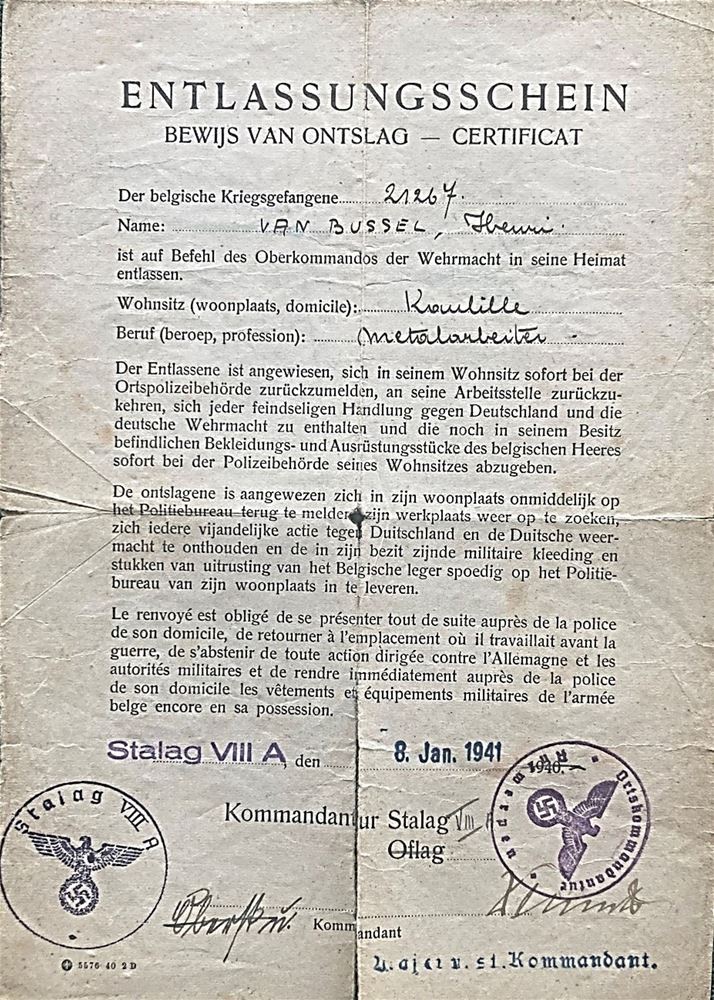 ENTLASSUNGSSCHEIN
BEWIJS VAN ONTSLAG — CERTIFICAT
Der belgische Kriegsgefangene 21267.
Name: VAN BUSSEL, Henri.
ist auf Befehl des Oberkommandos der Wehrmacht in seine Heimat
entlassen.
Wohnsitz (woonplaats, domicile): Kaulille
Beruf (beroep, profession): Metalarbeiter
Der Entlassene ist angewiesen, sich in seinem Wohnsitz sofort bei der
Ortspolizeibehörde zurückzumelden, an seine Arbeitsstelle zurückzu-
kehren, sich jeder feindseligen Handlung gegen Deutschland und die
deutsche Wehrmacht zu enthalten und die noch in seinem Besitz
befindlichen Bekleidungs- und Ausrüstungsstücke des belgischen Heeres
sofort bei der Polizeibehörde seines Wohnsitzes abzugeben.
De ontslagene is aangewezen zich in zijn woonplaats onmiddelijk op
het Politiebureau terug te melden, zijn werkplaats weer op te zoeken,
zich iedere vijandelijke actie tegen Duitschland en de Duitsche weer-
macht te onthouden en de in zijn bezit zijnde militaire kleeding en
stukken van uitrusting van het Belgische leger spoedig op het Politie-
bureau van zijn woonplaats in te leveren.
Le renvoyé est obligé de se présenter tout de suite auprès de la police
de son domicile, de retourner à l'emplacement où il travaillait avant la
guerre, de s'abstenir de toute action dirigée contre l'Allemagne et les
autorités militaires et de rendre immédiatement auprès de la police
de son domicile les vêtements et équipements militaires de l'armée
belge encore en sa possession.
Stalag VIII A, den 8. Jan. 1941 1940.
Stalag VIII A
Kommandantur Stalag VIII A
Oflag
Ortskommandantur
Kommandant
Major u. st. Kommandant.
5576 40 2 D